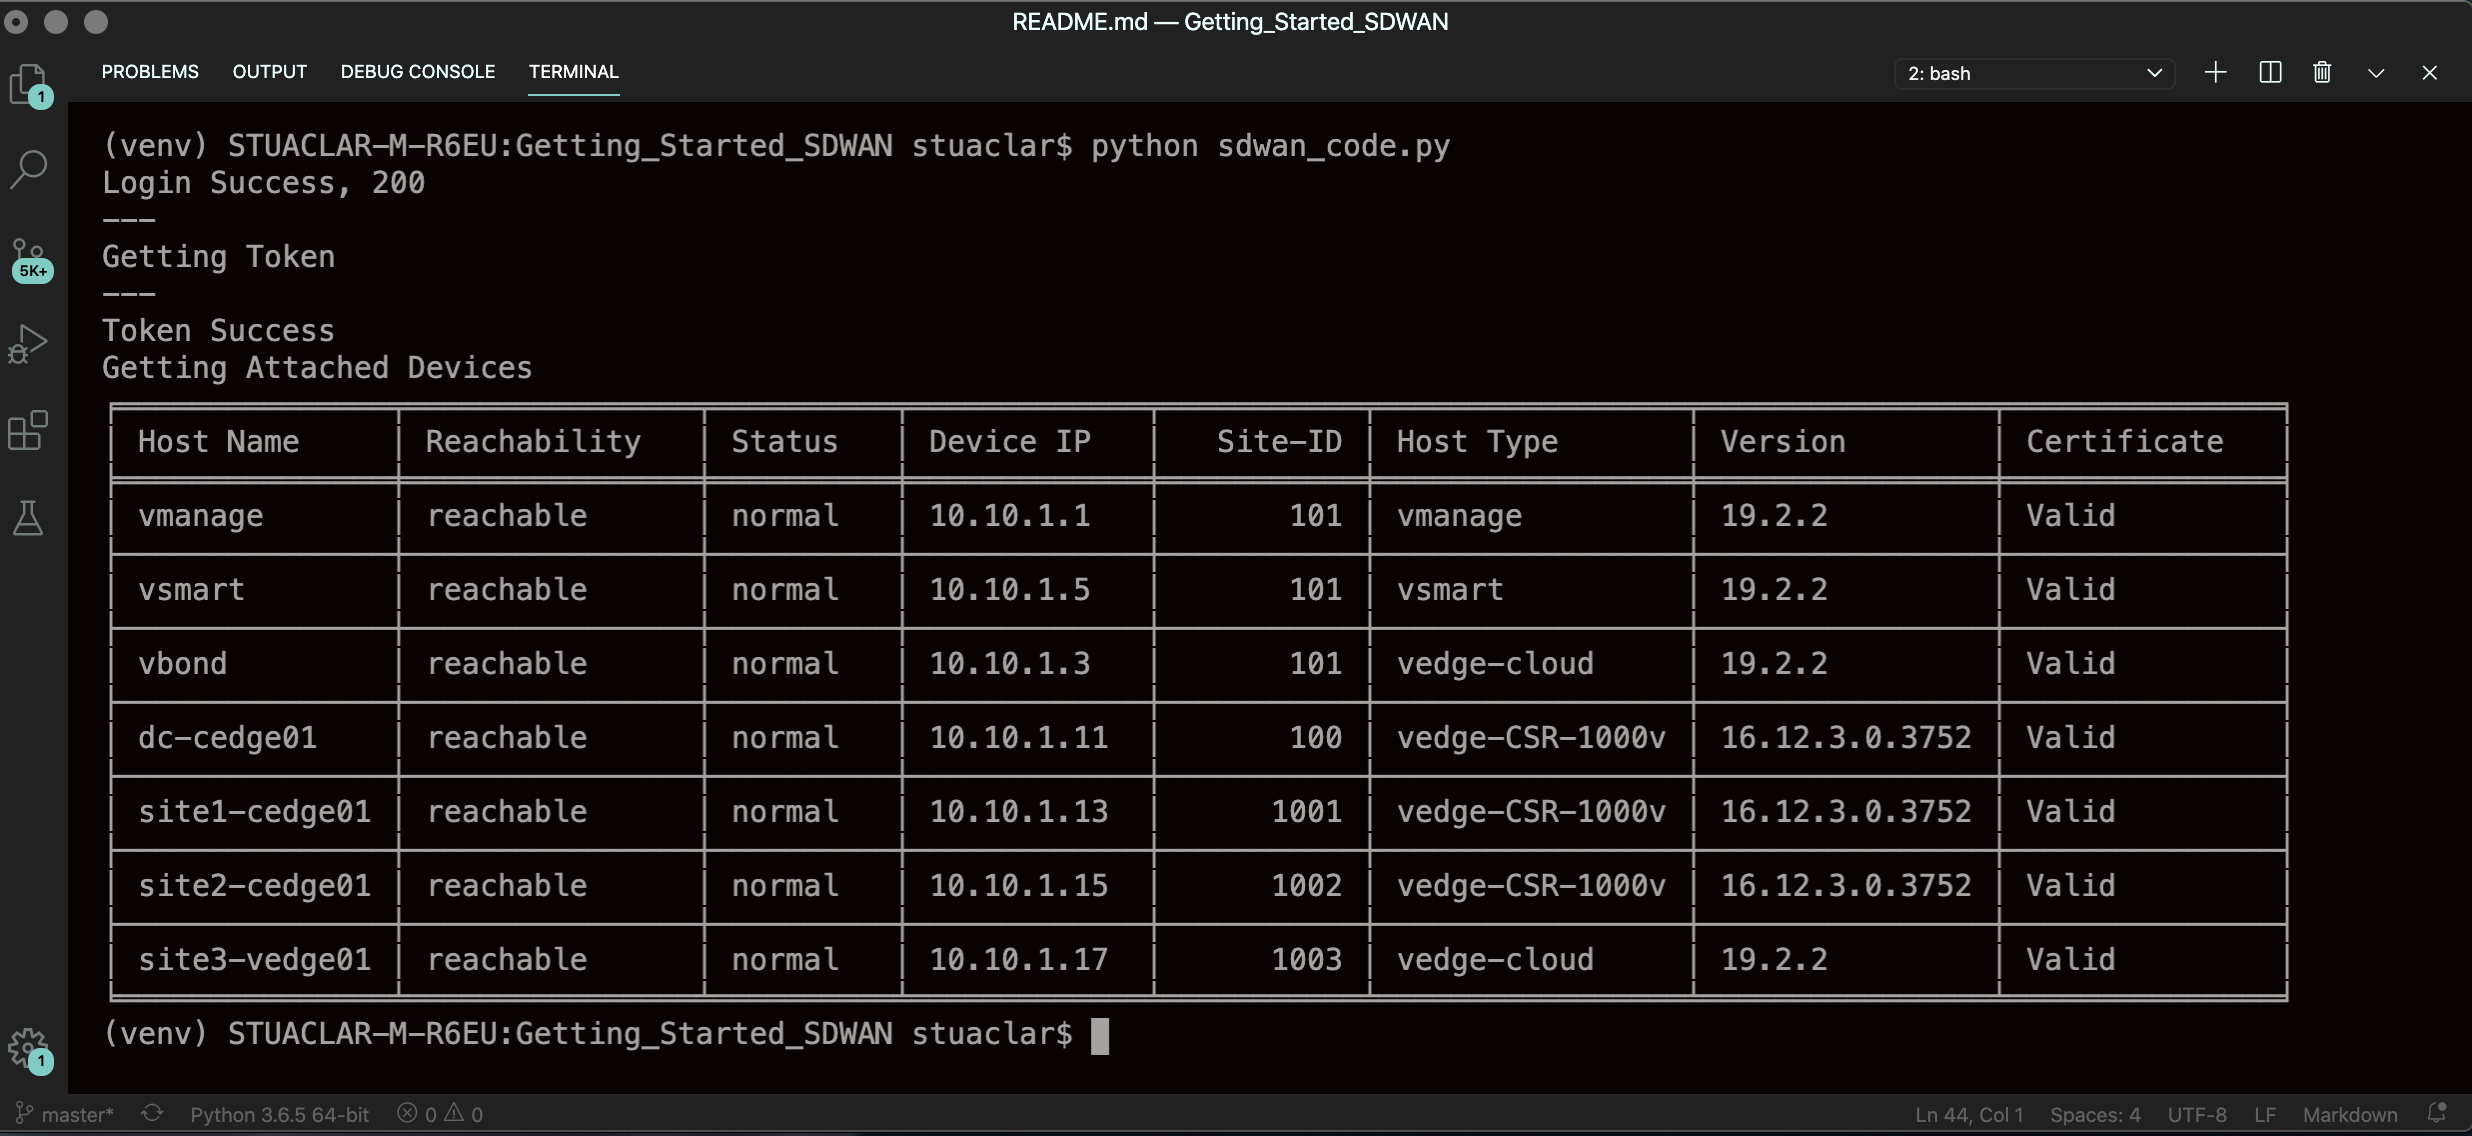 README.md — Getting_Started_SDWAN
PROBLEMS OUTPUT DEBUG CONSOLE TERMINAL 2: bash
1
5K+
(venv) STUACLAR-M-R6EU:Getting_Started_SDWAN stuaclar$ python sdwan_code.py
Login Success, 200
---
Getting Token
---
Token Success
Getting Attached Devices
Host Name Reachability Status Device IP Site-ID Host Type Version Certificate
vmanage reachable normal 10.10.1.1 101 vmanage 19.2.2 Valid
vsmart reachable normal 10.10.1.5 101 vsmart 19.2.2 Valid
vbond reachable normal 10.10.1.3 101 vedge-cloud 19.2.2 Valid
dc-cedge01 reachable normal 10.10.1.11 100 vedge-CSR-1000v 16.12.3.0.3752 Valid
site1-cedge01 reachable normal 10.10.1.13 1001 vedge-CSR-1000v 16.12.3.0.3752 Valid
site2-cedge01 reachable normal 10.10.1.15 1002 vedge-CSR-1000v 16.12.3.0.3752 Valid
site3-vedge01 reachable normal 10.10.1.17 1003 vedge-cloud 19.2.2 Valid
(venv) STUACLAR-M-R6EU:Getting_Started_SDWAN stuaclar$
1
master* Python 3.6.5 64-bit 0 0 Ln 44, Col 1 Spaces: 4 UTF-8 LF Markdown